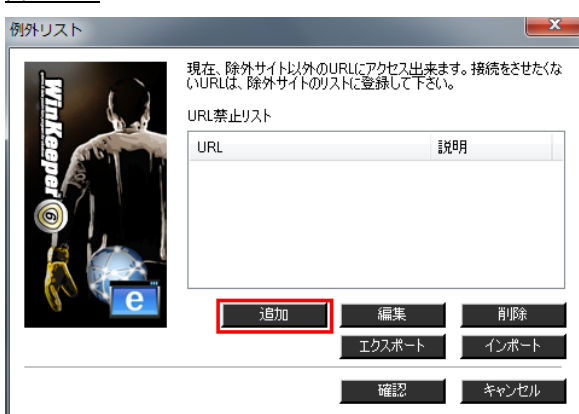 例外リスト
現在、除外サイト以外のURLにアクセス出来ます。接続をさせたくな
いURLは、除外サイトのリストに登録して下さい。
WinKeeper 6
URL禁止リスト
URL 説明
追加 編集 削除
エクスポート インポート
確認 キャンセル